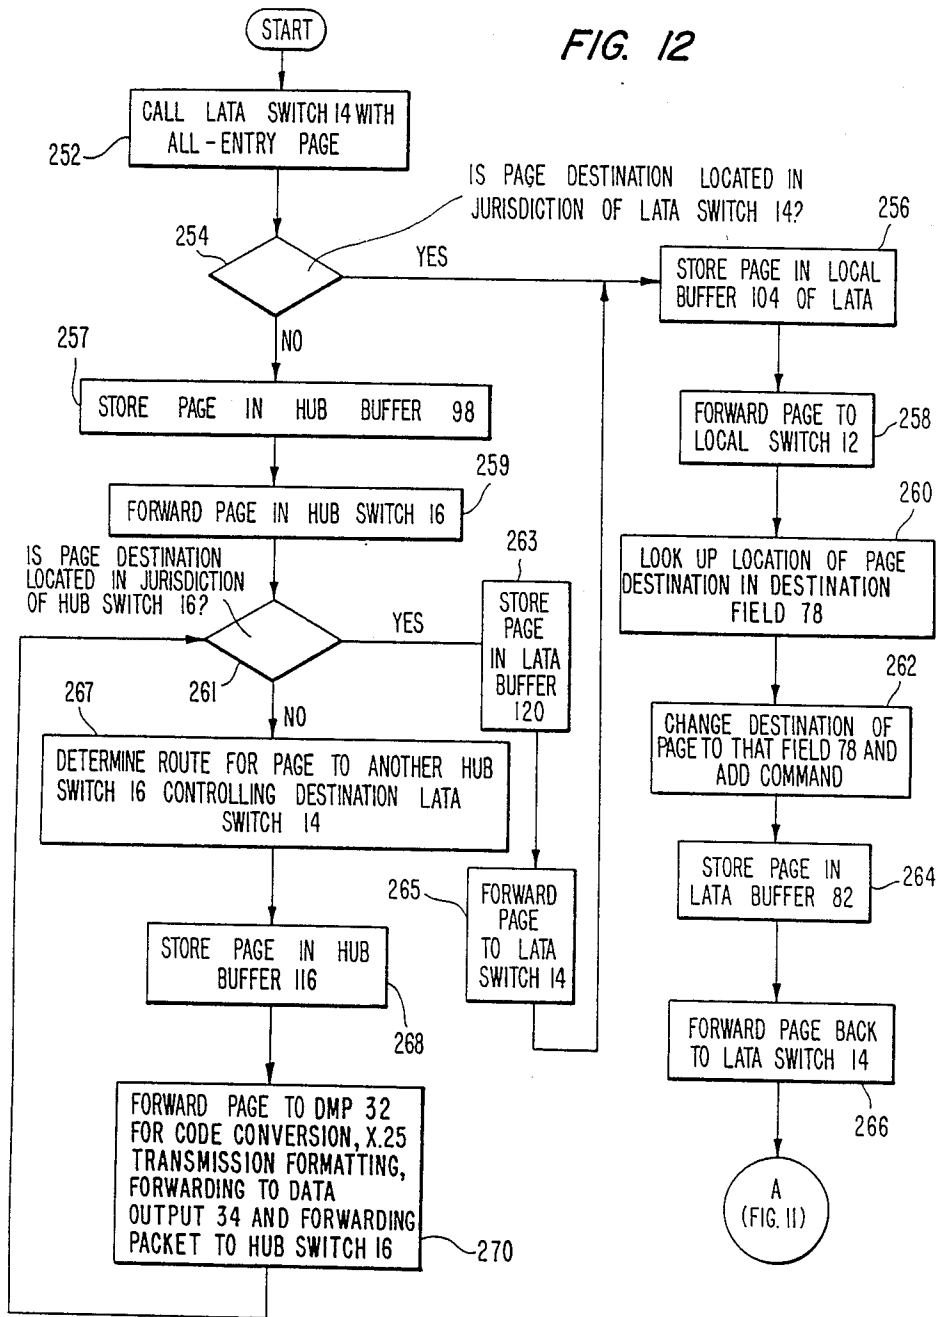 START
FIG. 12
CALL LATA SWITCH 14 WITH
ALL-ENTRY PAGE
252
IS PAGE DESTINATION LOCATED IN
JURISDICTION OF LATA SWITCH 14?
254
YES
NO
256
STORE PAGE IN LOCAL
BUFFER 104 OF LATA
257
STORE PAGE IN HUB BUFFER 98
FORWARD PAGE TO
LOCAL SWITCH 12
258
259
FORWARD PAGE IN HUB SWITCH 16
260
LOOK UP LOCATION OF PAGE
DESTINATION IN DESTINATION
FIELD 78
IS PAGE DESTINATION
LOCATED IN JURISDICTION
OF HUB SWITCH 16?
261
YES
NO
263
STORE
PAGE
IN LATA
BUFFER
120
262
CHANGE DESTINATION OF
PAGE TO THAT FIELD 78 AND
ADD COMMAND
267
DETERMINE ROUTE FOR PAGE TO ANOTHER HUB
SWITCH 16 CONTROLLING DESTINATION LATA
SWITCH 14
STORE PAGE IN
LATA BUFFER 82
264
265
FORWARD
PAGE
TO LATA
SWITCH 14
STORE PAGE IN HUB
BUFFER 116
268
FORWARD PAGE BACK
TO LATA SWITCH 14
266
FORWARD PAGE TO DMP 32
FOR CODE CONVERSION, X.25
TRANSMISSION FORMATTING,
FORWARDING TO DATA
OUTPUT 34 AND FORWARDING
PACKET TO HUB SWITCH 16
270
A
(FIG. 11)